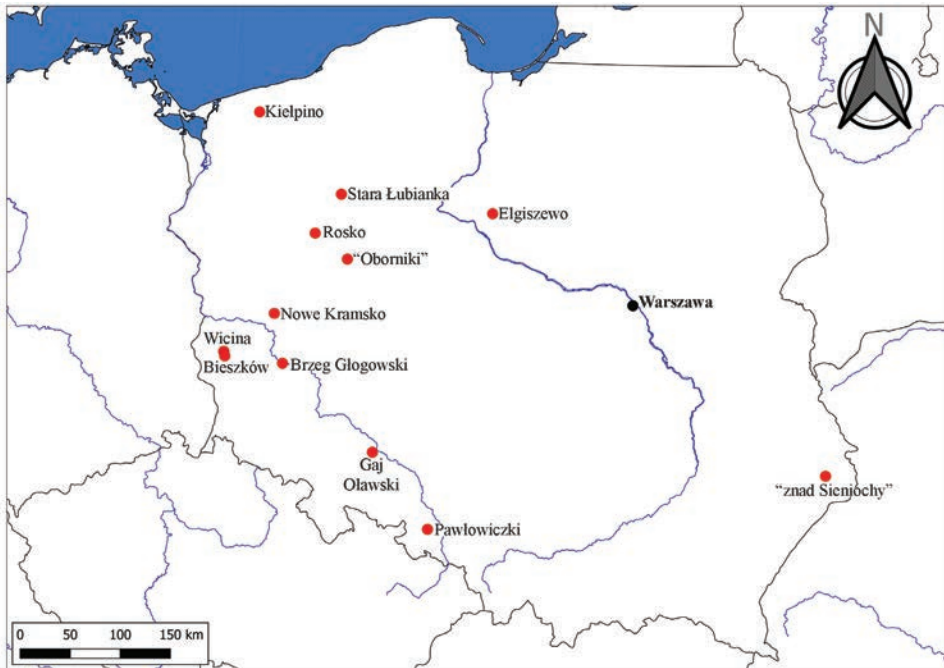 N
Kiełpino
Stara Łubianka
Elgiszewo
Rosko
“Oborniki”
Warszawa
Nowe Kramsko
Wicina
Bieszków
Brzeg Głogowski
Gaj
Oławski
“znad Sieniochy”
Pawłowiczki
0 50 100 150 km